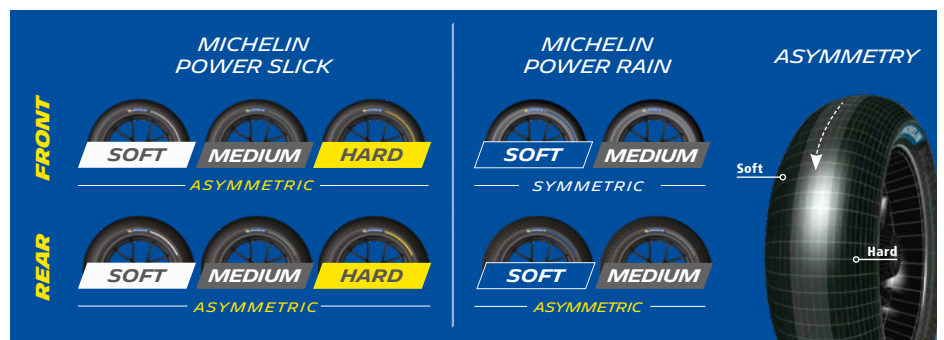 MICHELIN
POWER SLICK
MICHELIN
POWER RAIN
ASYMMETRY
FRONT
SOFT
MEDIUM
HARD
SOFT
MEDIUM
ASYMMETRIC
SYMMETRIC
REAR
SOFT
MEDIUM
HARD
SOFT
MEDIUM
ASYMMETRIC
ASYMMETRIC
Soft
Hard